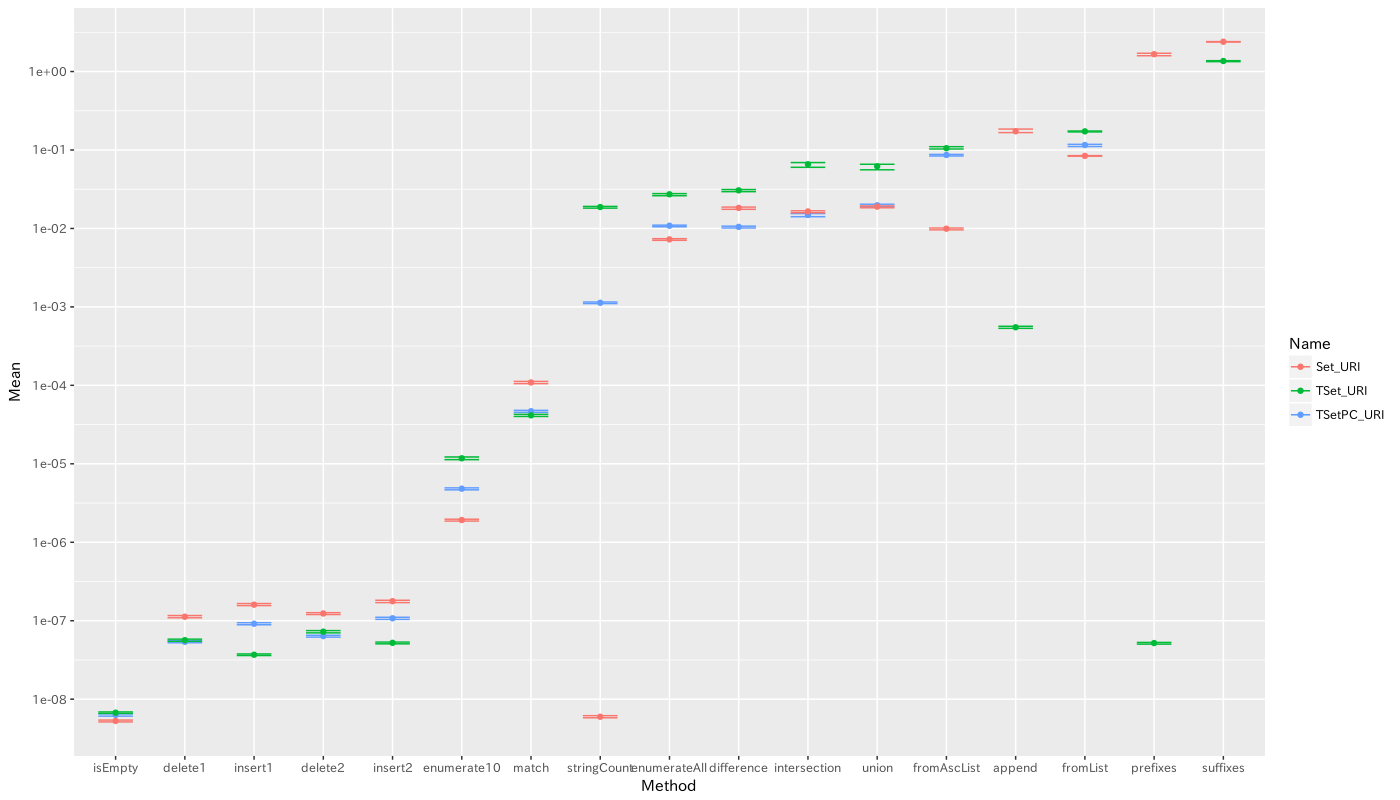 1e+00
1e-01
1e-02
1e-03
1e-04
1e-05
1e-06
1e-07
1e-08
Mean
isEmpty delete1 insert1 delete2 insert2 enumerate10 match stringCount enumerateAll difference intersection union fromAscList append fromList prefixes suffixes
Method
Name
Set_URI
TSet_URI
TSetPC_URI